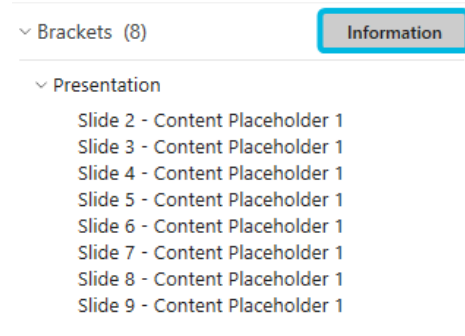 Brackets (8) Information
Presentation
Slide 2 - Content Placeholder 1
Slide 3 - Content Placeholder 1
Slide 4 - Content Placeholder 1
Slide 5 - Content Placeholder 1
Slide 6 - Content Placeholder 1
Slide 7 - Content Placeholder 1
Slide 8 - Content Placeholder 1
Slide 9 - Content Placeholder 1